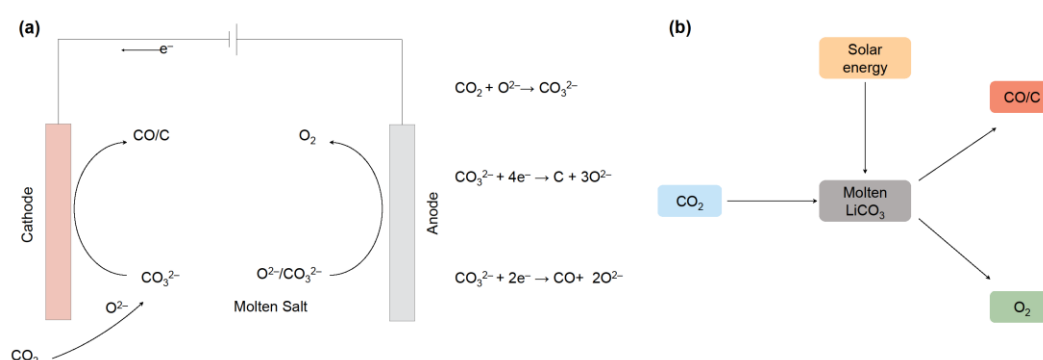 (a)
e⁻
CO/C
O₂
Cathode
Anode
CO₃²⁻
O²⁻/CO₃²⁻
O²⁻
Molten Salt
CO₂
CO₂ + O²⁻→ CO₃²⁻
CO₃²⁻ + 4e⁻ → C + 3O²⁻
CO₃²⁻ + 2e⁻ → CO+ 2O²⁻
(b)
Solar
energy
CO/C
CO₂
Molten
LiCO₃
O₂